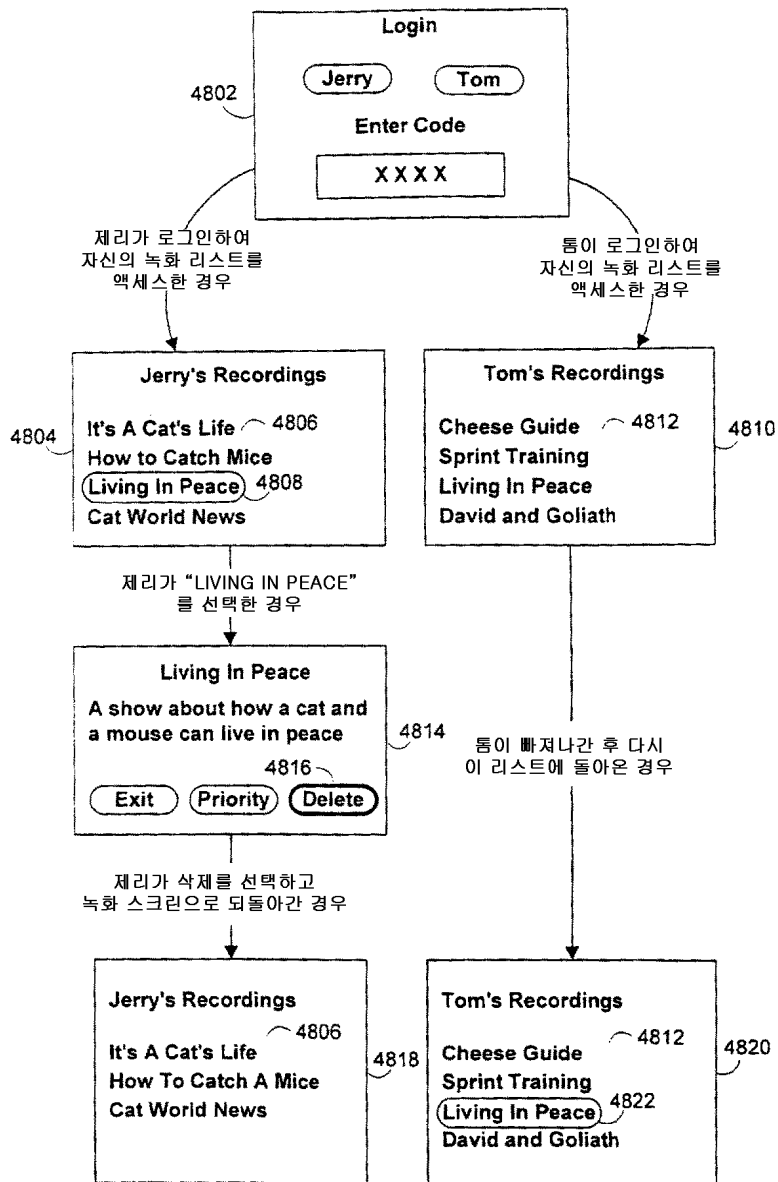 Login
Jerry Tom
4802
Enter Code
XXXX
제리가 로그인하여
자신의 녹화 리스트를
액세스한 경우
톰이 로그인하여
자신의 녹화 리스트를
액세스한 경우
Jerry's Recordings
4804
It's A Cat's Life 4806
How to Catch Mice
Living In Peace 4808
Cat World News
Tom's Recordings
Cheese Guide 4812
4810
Sprint Training
Living In Peace
David and Goliath
제리가 “LIVING IN PEACE”
를 선택한 경우
Living In Peace
A show about how a cat and
a mouse can live in peace
4814
4816
Exit Priority Delete
톰이 빠져나간 후 다시
이 리스트에 돌아온 경우
제리가 삭제를 선택하고
녹화 스크린으로 되돌아간 경우
Jerry's Recordings
4806
It's A Cat's Life
4818
How To Catch A Mice
Cat World News
Tom's Recordings
4812
Cheese Guide
4820
Sprint Training
Living In Peace 4822
David and Goliath